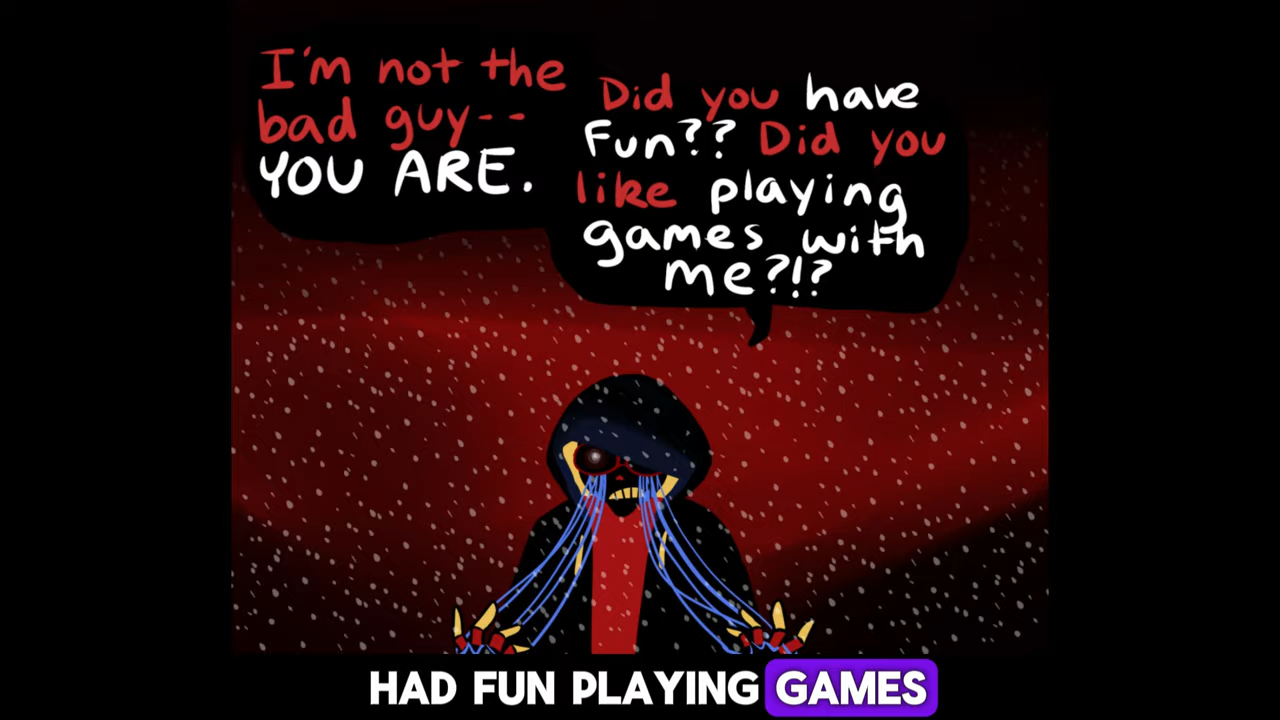 I'm not the
bad guy--
YOU ARE.
Did you have
Fun?? Did you
like playing
games with
me?!?
HAD FUN PLAYING GAMES